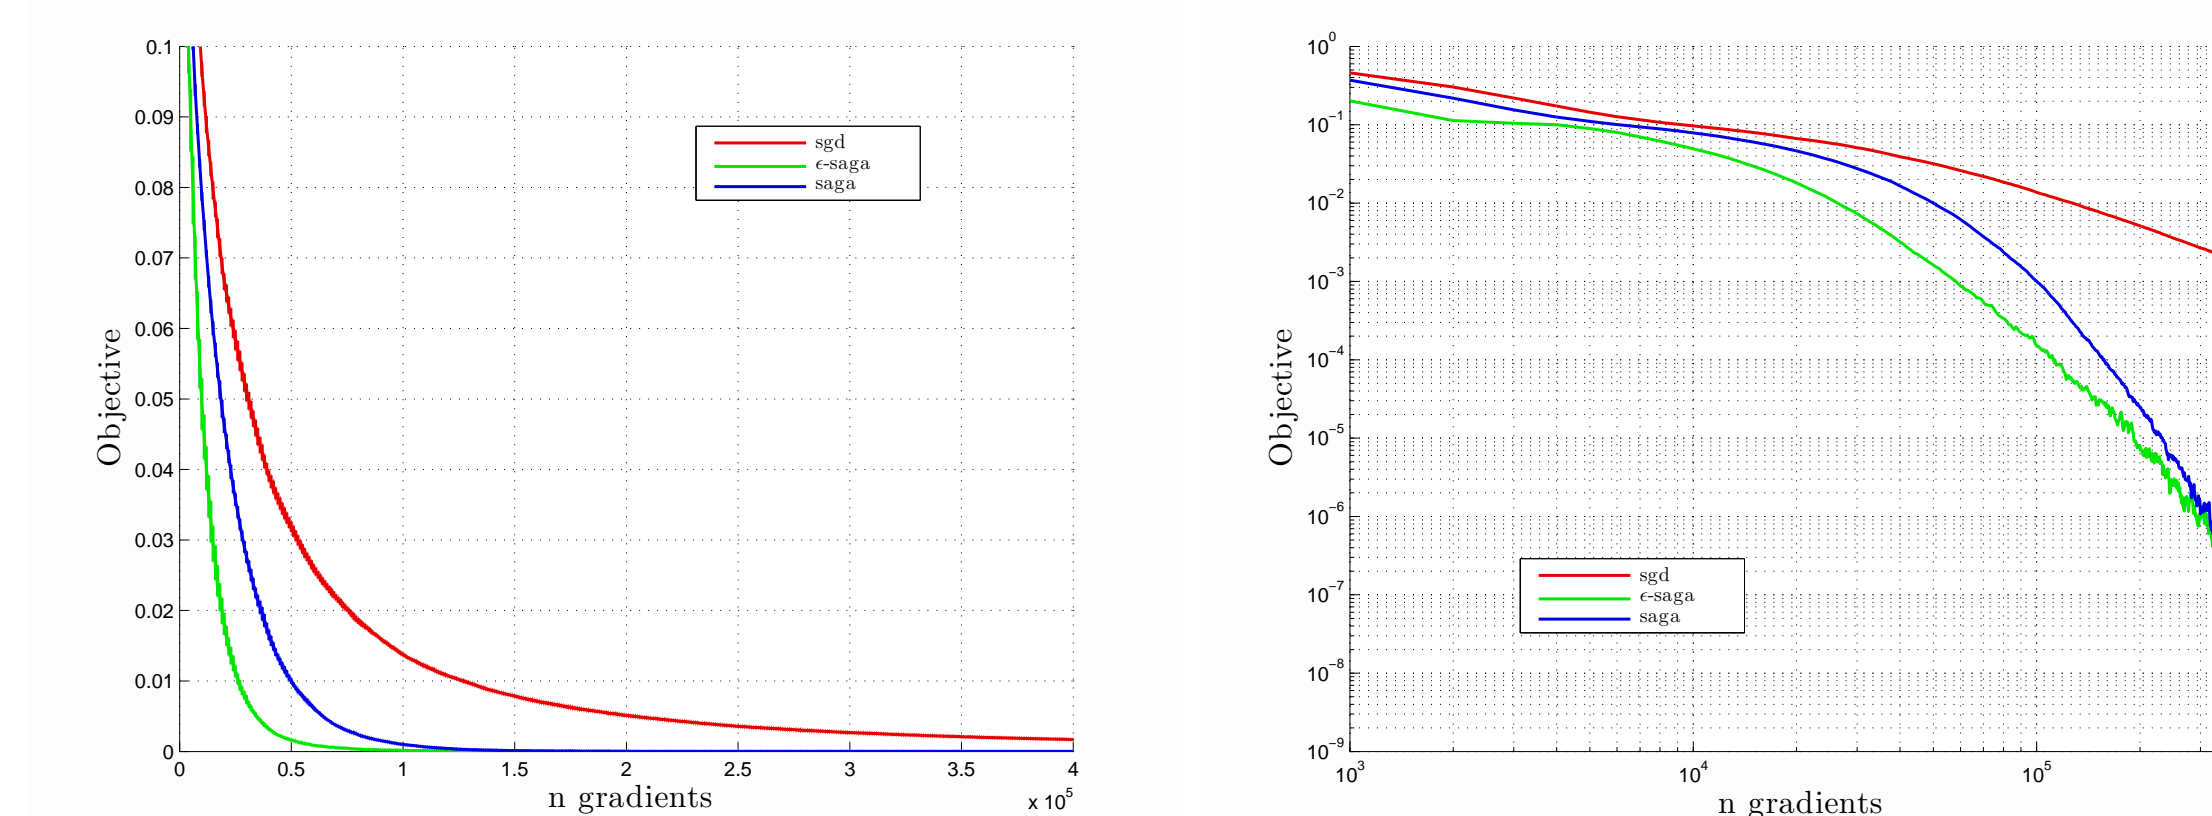 0.1
0.09
0.08
0.07
0.06
0.05
0.04
0.03
0.02
0.01
0
Objective
sgd
ϵ-saga
saga
0 0.5 1 1.5 2 2.5 3 3.5 4
x 10^5
n gradients
10^0
10^-1
10^-2
10^-3
10^-4
10^-5
10^-6
10^-7
10^-8
10^-9
Objective
sgd
ϵ-saga
saga
10^3 10^4 10^5
n gradients